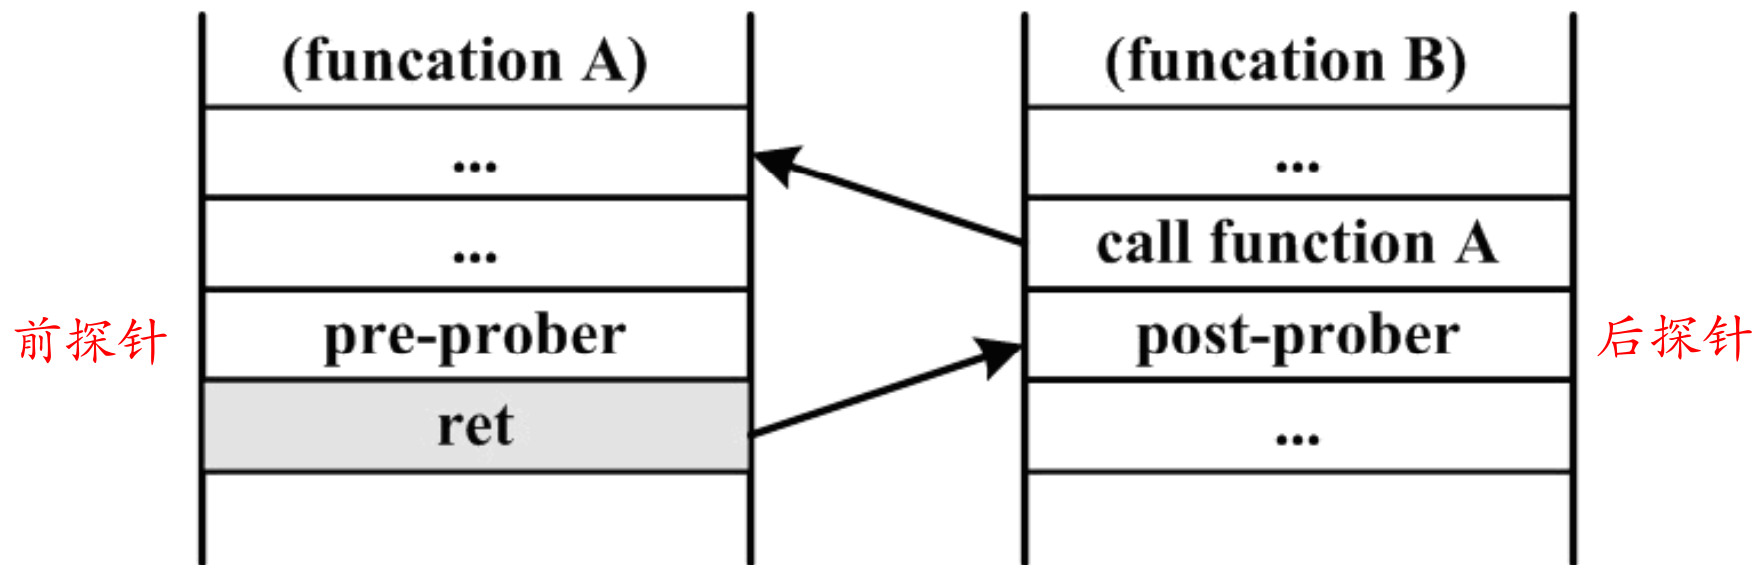 (funcation A)
...
...
前探针
pre-prober
ret
(funcation B)
...
call function A
post-prober
后探针
...